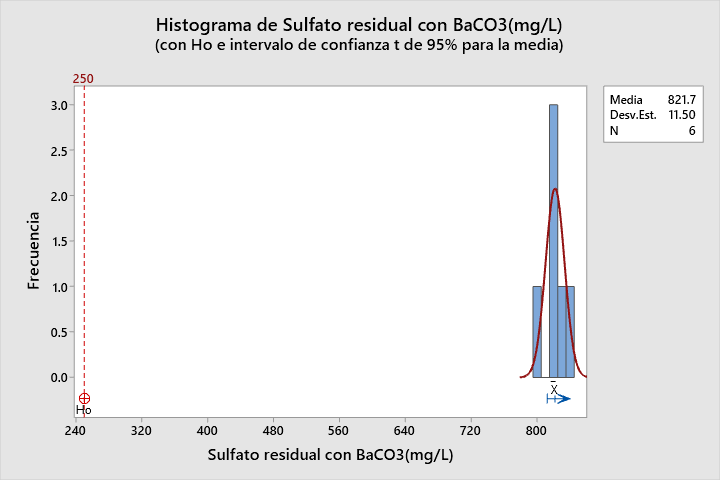 Histograma de Sulfato residual con BaCO3(mg/L)
(con Ho e intervalo de confianza t de 95% para la media)
250
Media 821.7
Desv.Est. 11.50
N 6
Frecuencia
3.0
2.5
2.0
1.5
1.0
0.5
0.0
X̄
Ho
240 320 400 480 560 640 720 800
Sulfato residual con BaCO3(mg/L)